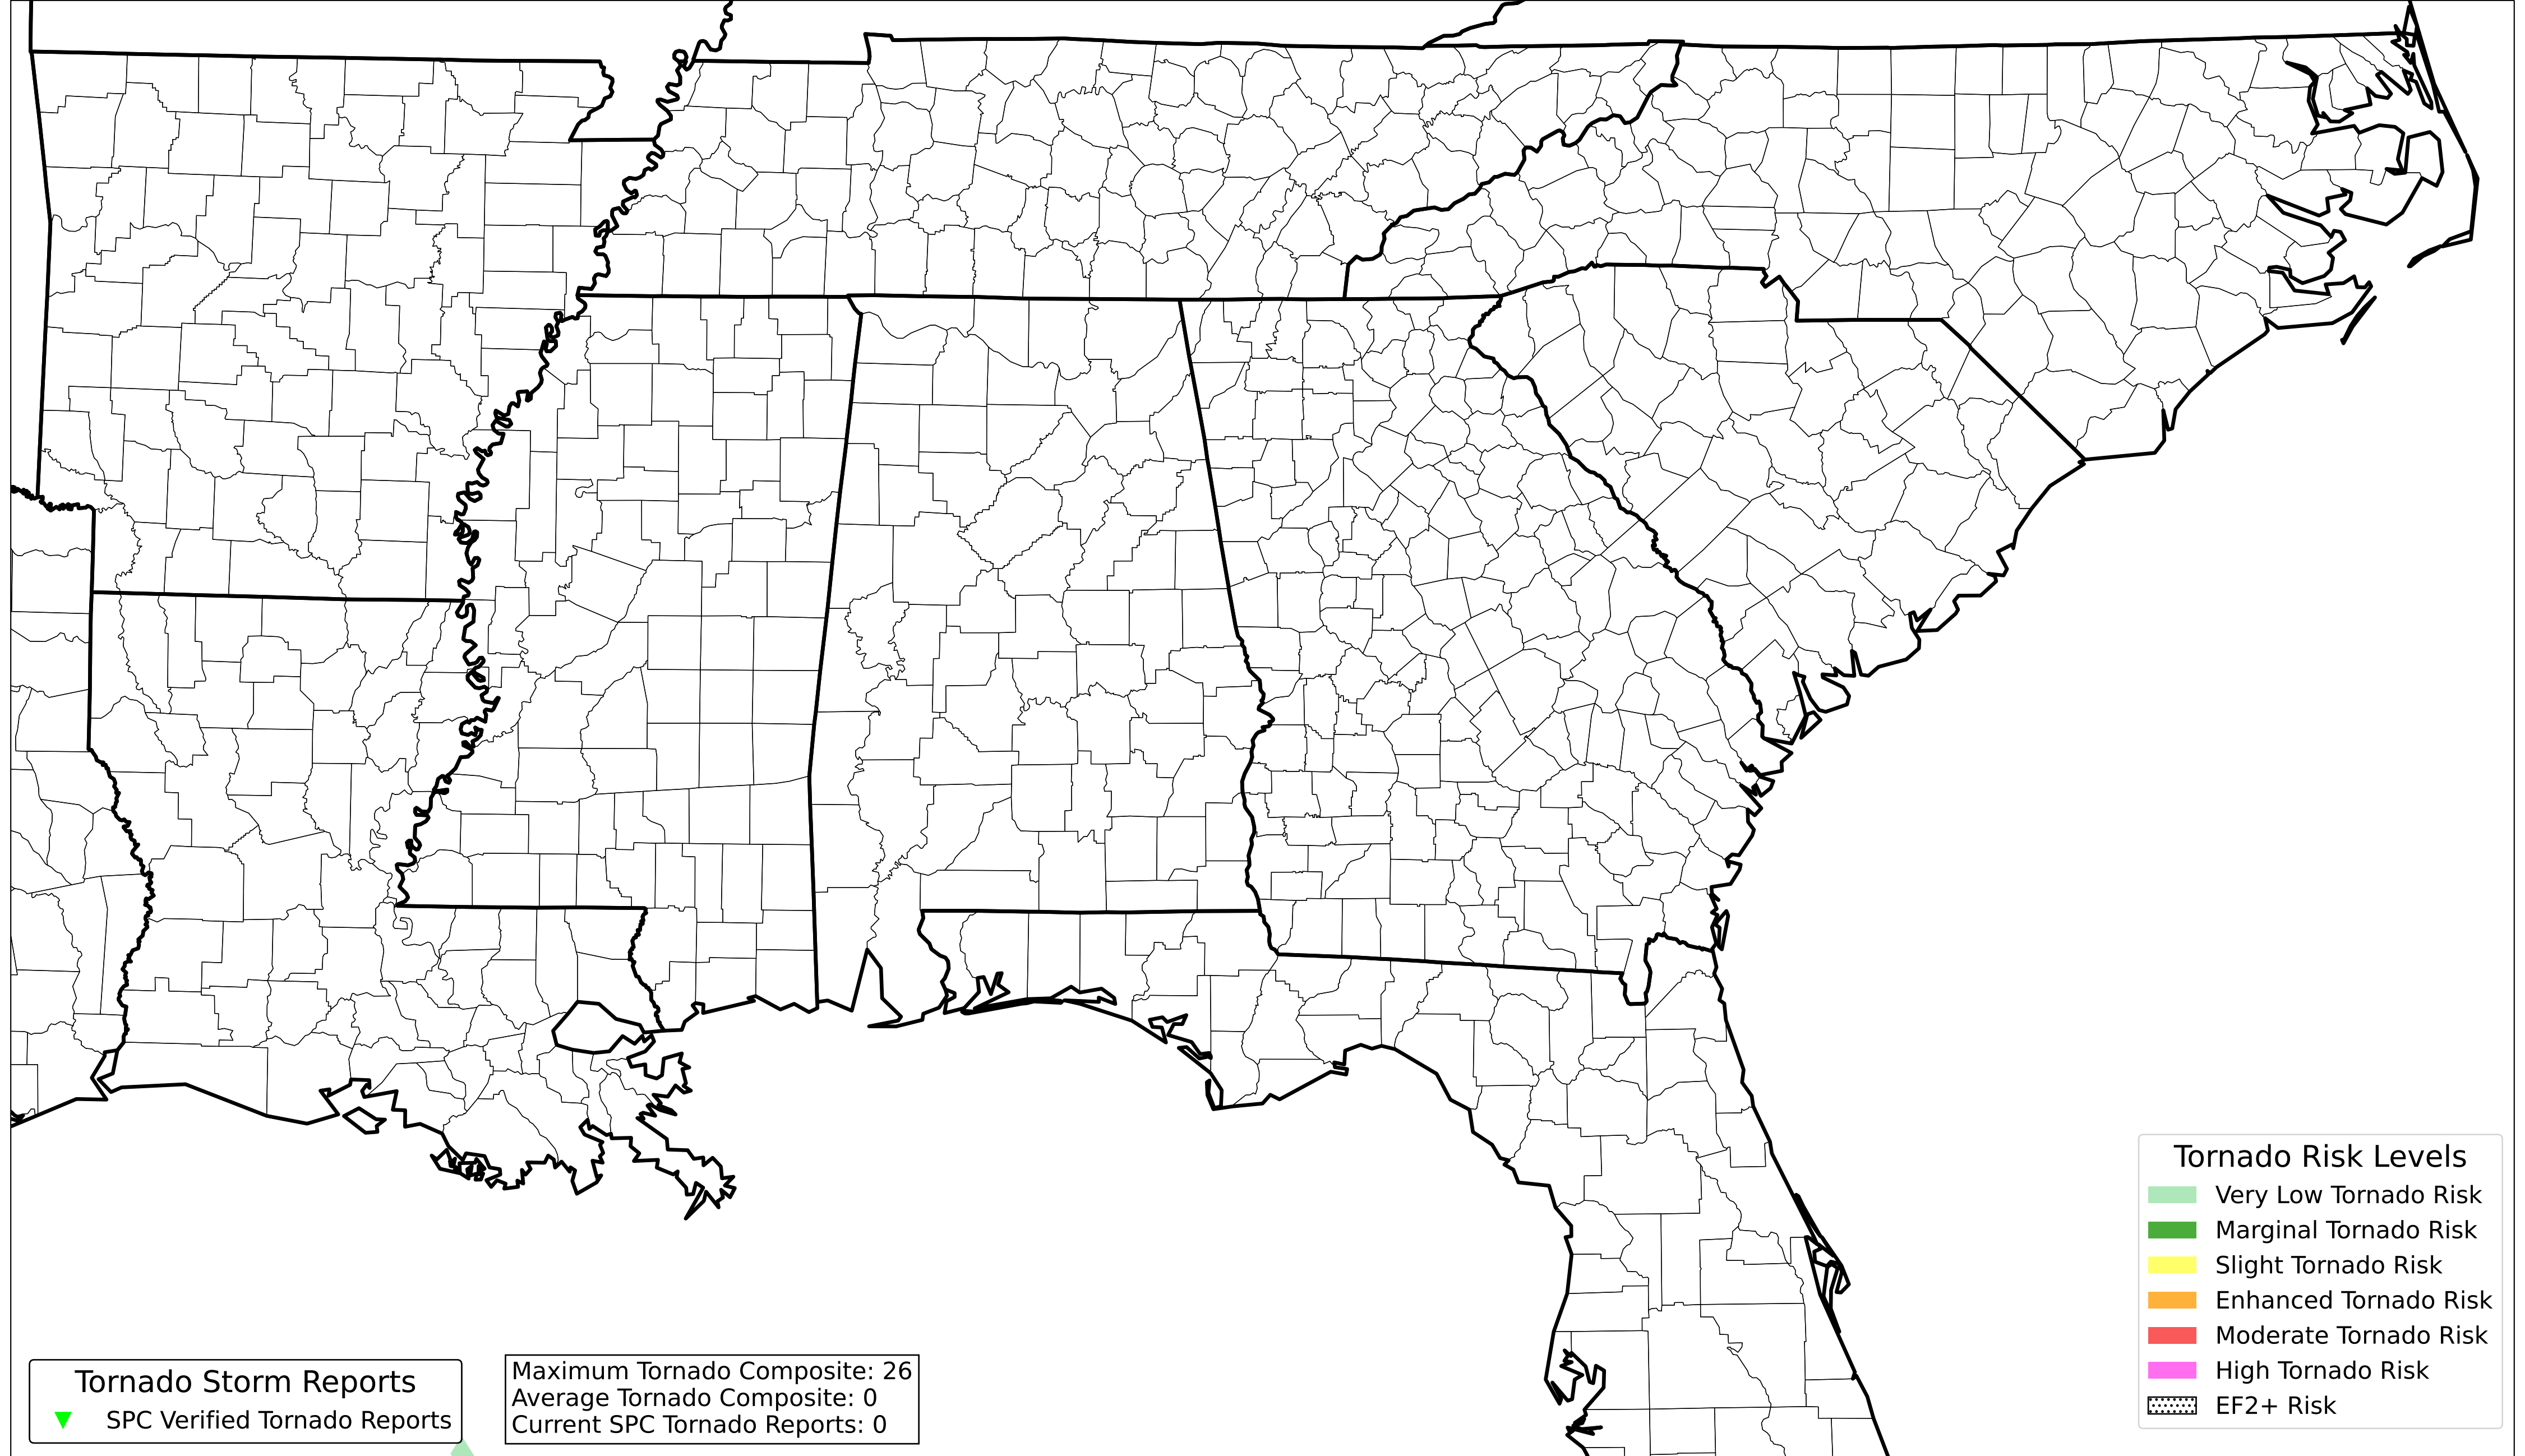 Tornado Risk Levels
Very Low Tornado Risk
Marginal Tornado Risk
Slight Tornado Risk
Enhanced Tornado Risk
Moderate Tornado Risk
High Tornado Risk
EF2+ Risk
Tornado Storm Reports
SPC Verified Tornado Reports
Maximum Tornado Composite: 26
Average Tornado Composite: 0
Current SPC Tornado Reports: 0